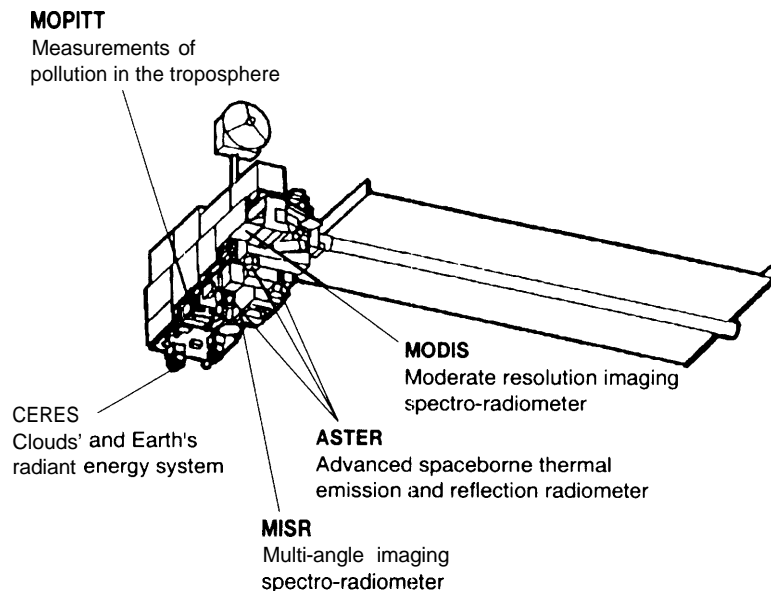 MOPITT
Measurements of
pollution in the troposphere
MODIS
Moderate resolution imaging
spectro-radiometer
CERES
Clouds' and Earth's
radiant energy system
ASTER
Advanced spaceborne thermal
emission and reflection radiometer
MISR
Multi-angle imaging
spectro-radiometer